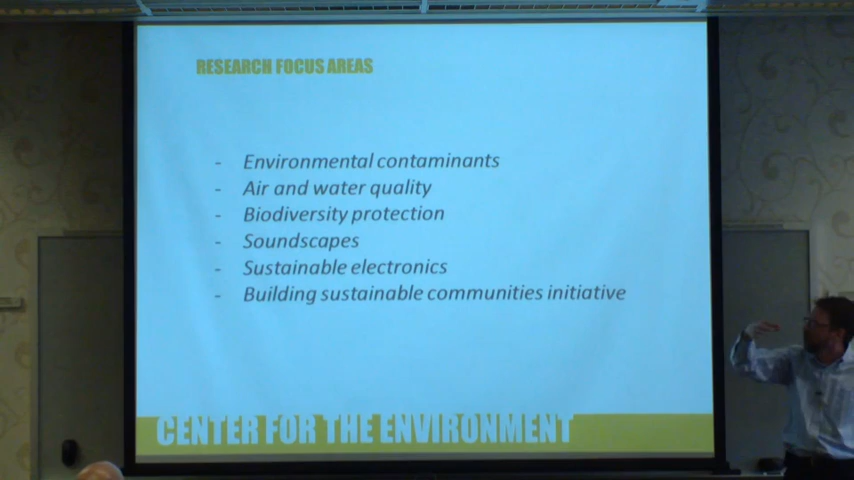 RESEARCH FOCUS AREAS
- Environmental contaminants
- Air and water quality
- Biodiversity protection
- Soundscapes
- Sustainable electronics
- Building sustainable communities initiative
CENTER FOR THE ENVIRONMENT